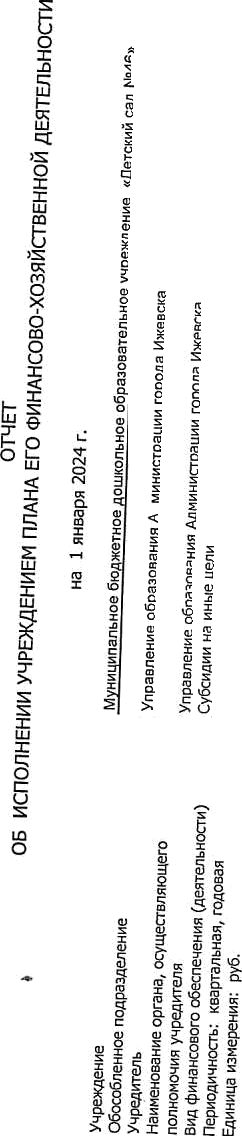 ОТЧЕТ
ОБ ИСПОЛНЕНИИ УЧРЕЖДЕНИЕМ ПЛАНА ЕГО ФИНАНСОВО-ХОЗЯЙСТВЕННОЙ ДЕЯТЕЛЬНОСТИ
на 1 января 2024 г.
Учреждение Муниципальное бюджетное дошкольное образовательное учреждение «Детский сад
Обособленное подразделение
Учредитель Управление образования А министрации города Ижевска
Наименование органа, осуществляющего
полномочия учредителя Управление образования Администрации города Ижевска
Вид финансового обеспечения (деятельности) Субсидии на иные цели
Периодичность: квартальная, годовая
Единица измерения: руб.